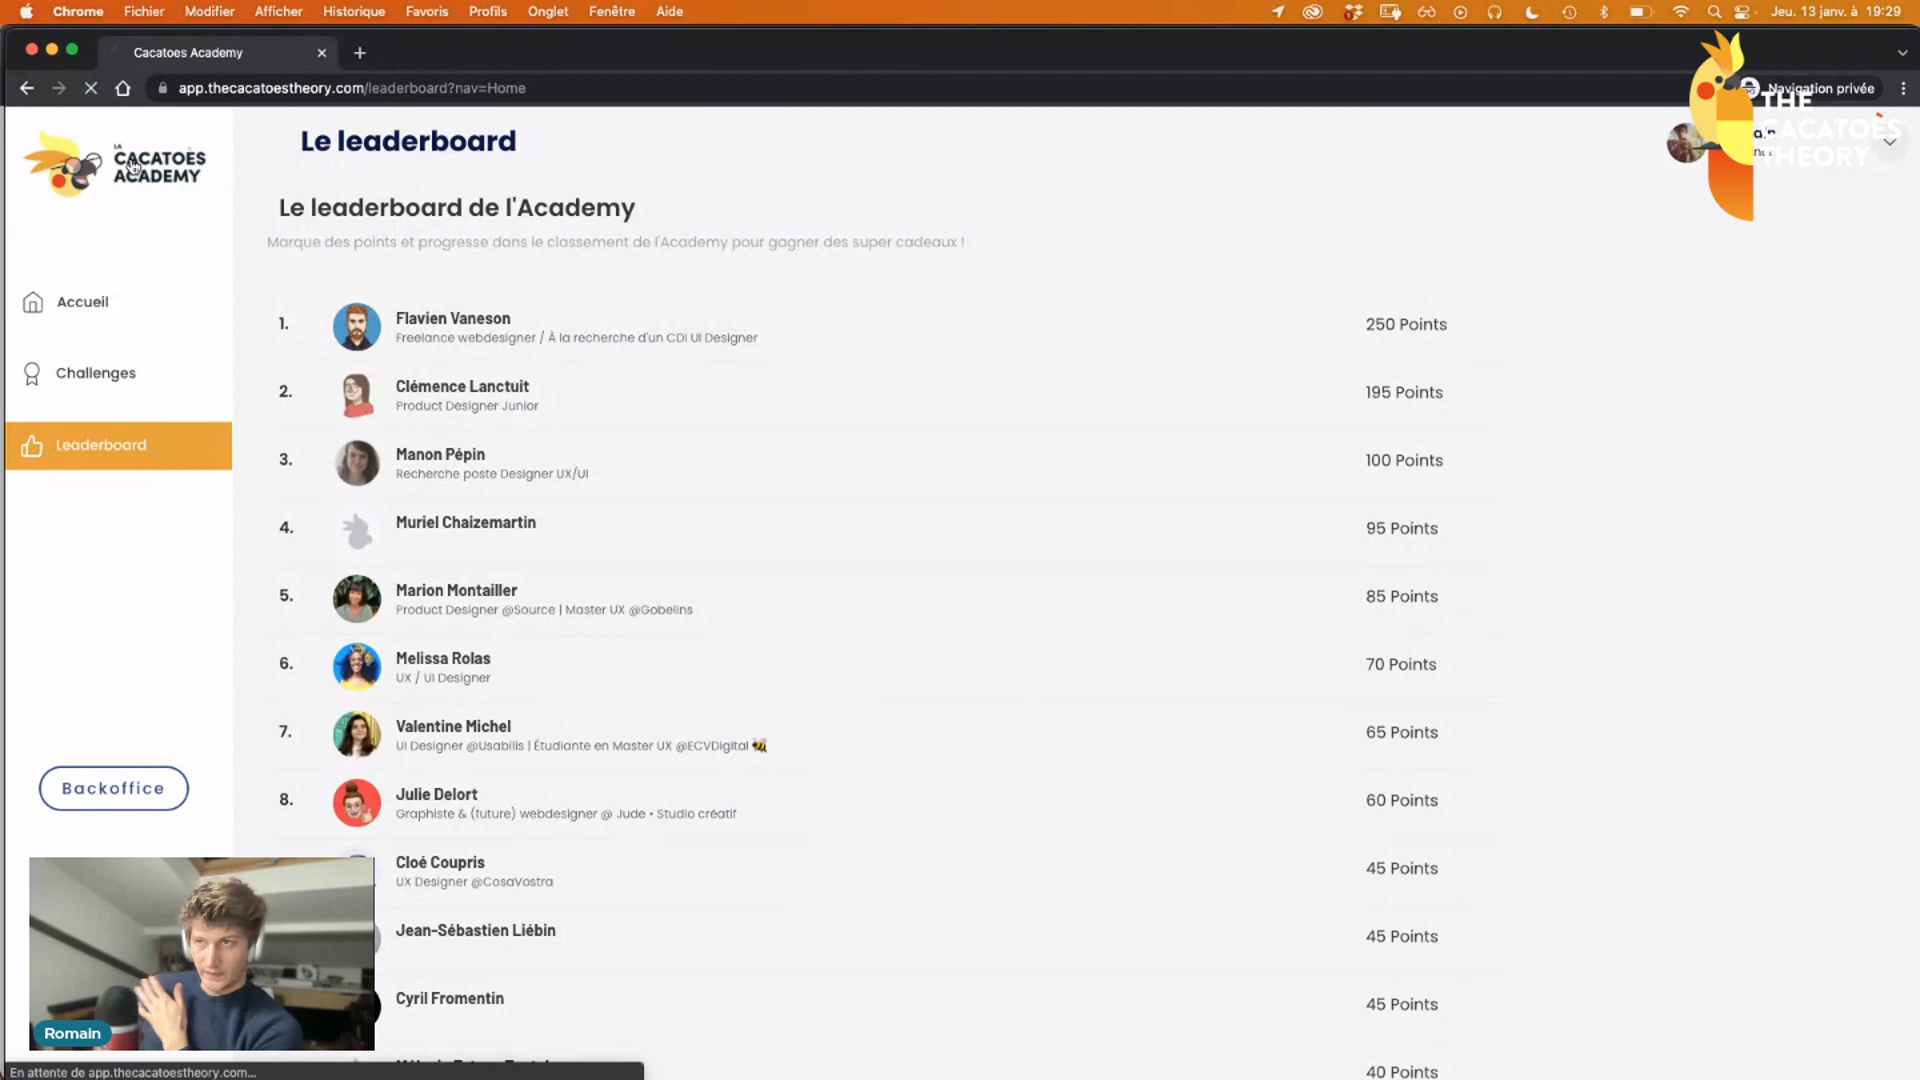 Chrome Fichier Modifier Afficher Historique Favoris Profils Onglet Fenêtre Aide Jeu. 13 janv. à 19:29
Cacatoes Academy
app.thecacatoestheory.com/leaderboard?nav=Home
Navigation privée
THE
CACATOÈS
THEORY
LA
CACATOÈS
ACADEMY
Accueil
Challenges
Leaderboard
Backoffice
Le leaderboard
Le leaderboard de l'Academy
Marque des points et progresse dans le classement de l'Academy pour gagner des super cadeaux !
1. Flavien Vaneson 250 Points
Freelance webdesigner / À la recherche d'un CDI UI Designer
2. Clémence Lanctuit 195 Points
Product Designer Junior
3. Manon Pépin 100 Points
Recherche poste Designer UX/UI
4. Muriel Chaizemartin 95 Points
5. Marion Montailler 85 Points
Product Designer @Source | Master UX @Gobelins
6. Melissa Rolas 70 Points
UX / UI Designer
7. Valentine Michel 65 Points
UI Designer @Usabilis | Étudiante en Master UX @ECVDigital 🐝
8. Julie Delort 60 Points
Graphiste & (future) webdesigner @ Jude • Studio créatif
Cloé Coupris 45 Points
UX Designer @CosaVostra
Jean-Sébastien Liébin 45 Points
Cyril Fromentin 45 Points
40 Points
Romain
En attente de app.thecacatoestheory.com...